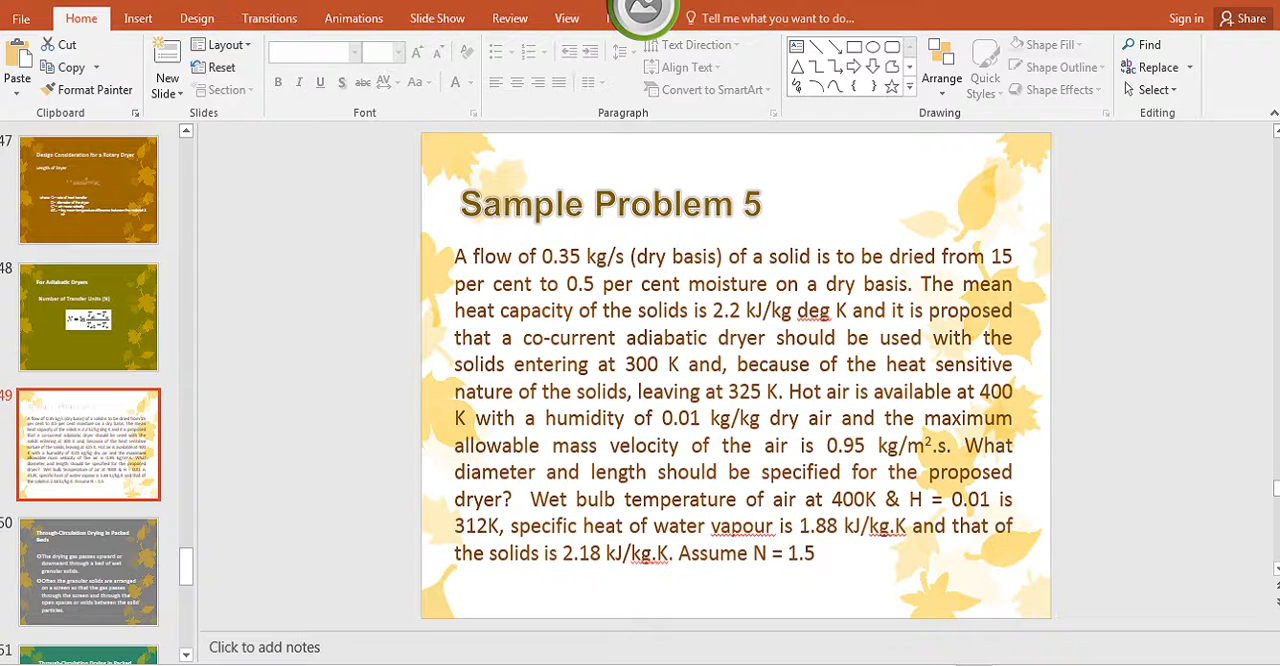 File Home Insert Design Transitions Animations Slide Show Review View Tell me what you want to do... Sign in Share
Paste Cut Copy Format Painter
New Slide Layout Reset Section
B I U S abc AV Aa A
Text Direction
Align Text
Convert to SmartArt
Arrange Quick Styles Shape Fill Shape Outline Shape Effects
Find
Replace
Select
Clipboard Slides Font Paragraph Drawing Editing
47
Design Consideration for a Rotary Dryer
Length of Dryer
48
For Adiabatic Dryers
Number of Transfer Units (N)
49
50
Through-Circulation Drying in Packed
Beds
The drying gas passes upward or
downward through a bed of wet
granular solids.
Often the granular solids are arranged
on a screen so that the gas passes
through the screen and through the
open spaces or voids between the solid
particles.
51
Through-Circulation Drying in Packed
Sample Problem 5
A flow of 0.35 kg/s (dry basis) of a solid is to be dried from 15
per cent to 0.5 per cent moisture on a dry basis. The mean
heat capacity of the solids is 2.2 kJ/kg deg K and it is proposed
that a co-current adiabatic dryer should be used with the
solids entering at 300 K and, because of the heat sensitive
nature of the solids, leaving at 325 K. Hot air is available at 400
K with a humidity of 0.01 kg/kg dry air and the maximum
allowable mass velocity of the air is 0.95 kg/m².s. What
diameter and length should be specified for the proposed
dryer? Wet bulb temperature of air at 400K & H = 0.01 is
312K, specific heat of water vapour is 1.88 kJ/kg.K and that of
the solids is 2.18 kJ/kg.K. Assume N = 1.5
Click to add notes